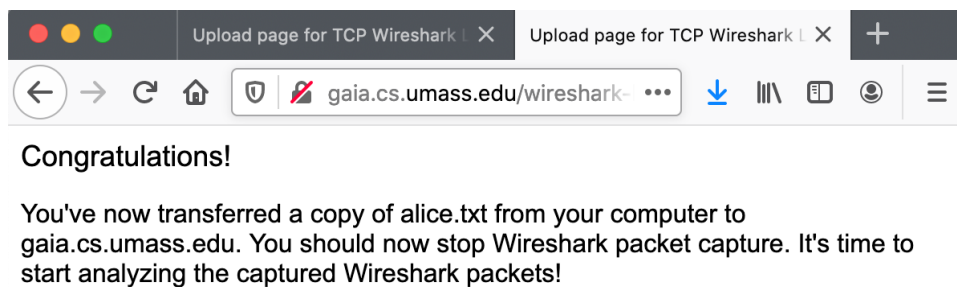 Upload page for TCP Wireshark L
Upload page for TCP Wireshark L
gaia.cs.umass.edu/wireshark-
Congratulations!
You've now transferred a copy of alice.txt from your computer to
gaia.cs.umass.edu. You should now stop Wireshark packet capture. It's time to
start analyzing the captured Wireshark packets!